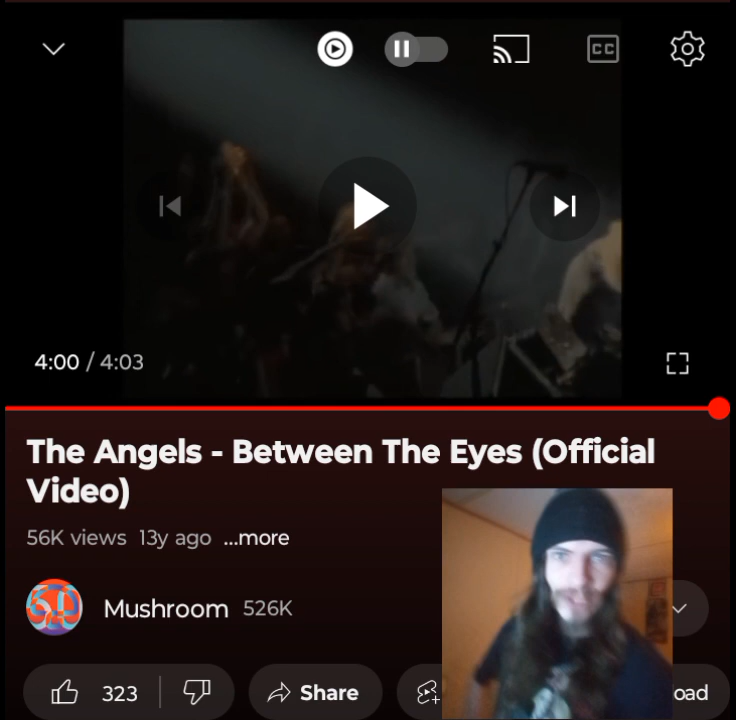 CC
4:00 / 4:03
The Angels - Between The Eyes (Official
Video)
56K views 13y ago ...more
Mushroom 526K
323 Share oad